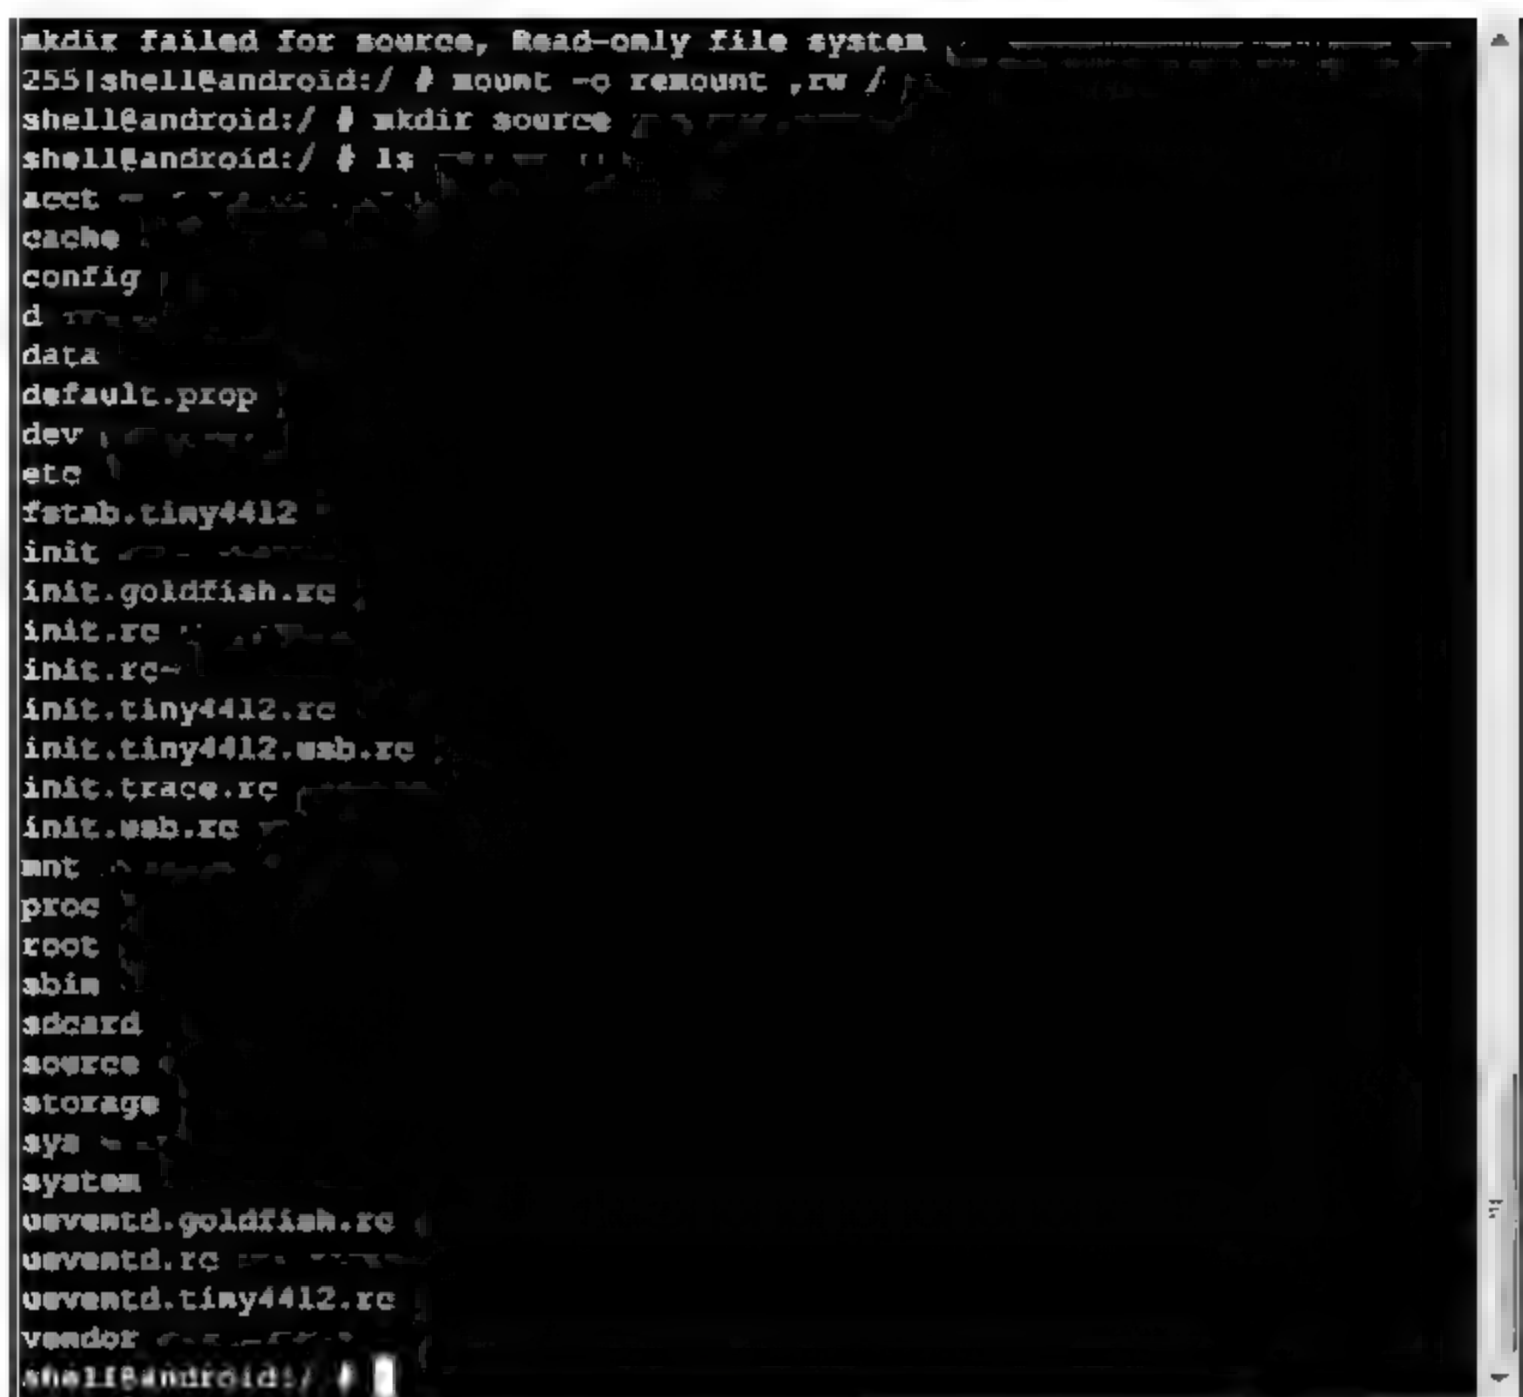 mkdir failed for source, Read-only file system
255|shell@android:/ # mount -o remount ,rw /
shell@android:/ # mkdir source
shell@android:/ # ls
acct
cache
config
d
data
default.prop
dev
etc
fstab.tiny4412
init
init.goldfish.rc
init.rc
init.rc~
init.tiny4412.rc
init.tiny4412.usb.rc
init.trace.rc
init.usb.rc
mnt
proc
root
sbin
sdcard
source
storage
sys
system
ueventd.goldfish.rc
ueventd.rc
ueventd.tiny4412.rc
vendor
shell@android:/ #